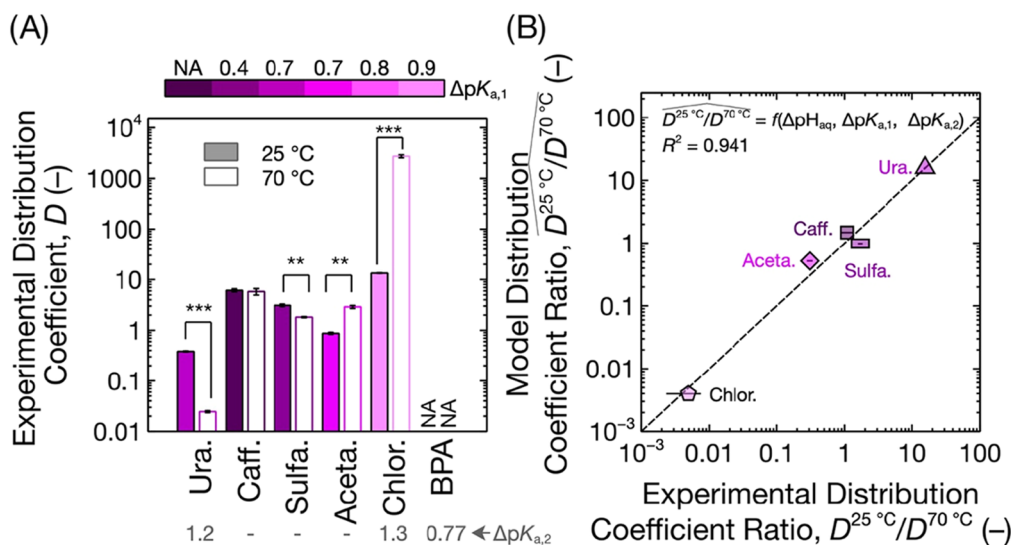 (A)
NA 0.4 0.7 0.7 0.8 0.9
ΔpKa,1
Experimental Distribution
Coefficient, D (–)
10⁴
1000
100
10
1
0.1
0.01
25 °C
70 °C
***
**
**
***
NA
NA
Ura.
Caff.
Sulfa.
Aceta.
Chlor.
BPA
1.2 - - - 1.3 0.77 ←ΔpKa,2
(B)
Model Distribution
Coefficient Ratio, D²⁵ °C/D⁷⁰ °C (–)
100
10
1
0.1
0.01
10⁻³
D²⁵ °C/D⁷⁰ °C = f(ΔpHaq, ΔpKa,1, ΔpKa,2)
R² = 0.941
Ura.
Caff.
Sulfa.
Aceta.
Chlor.
10⁻³ 0.01 0.1 1 10 100
Experimental Distribution
Coefficient Ratio, D²⁵ °C/D⁷⁰ °C (–)